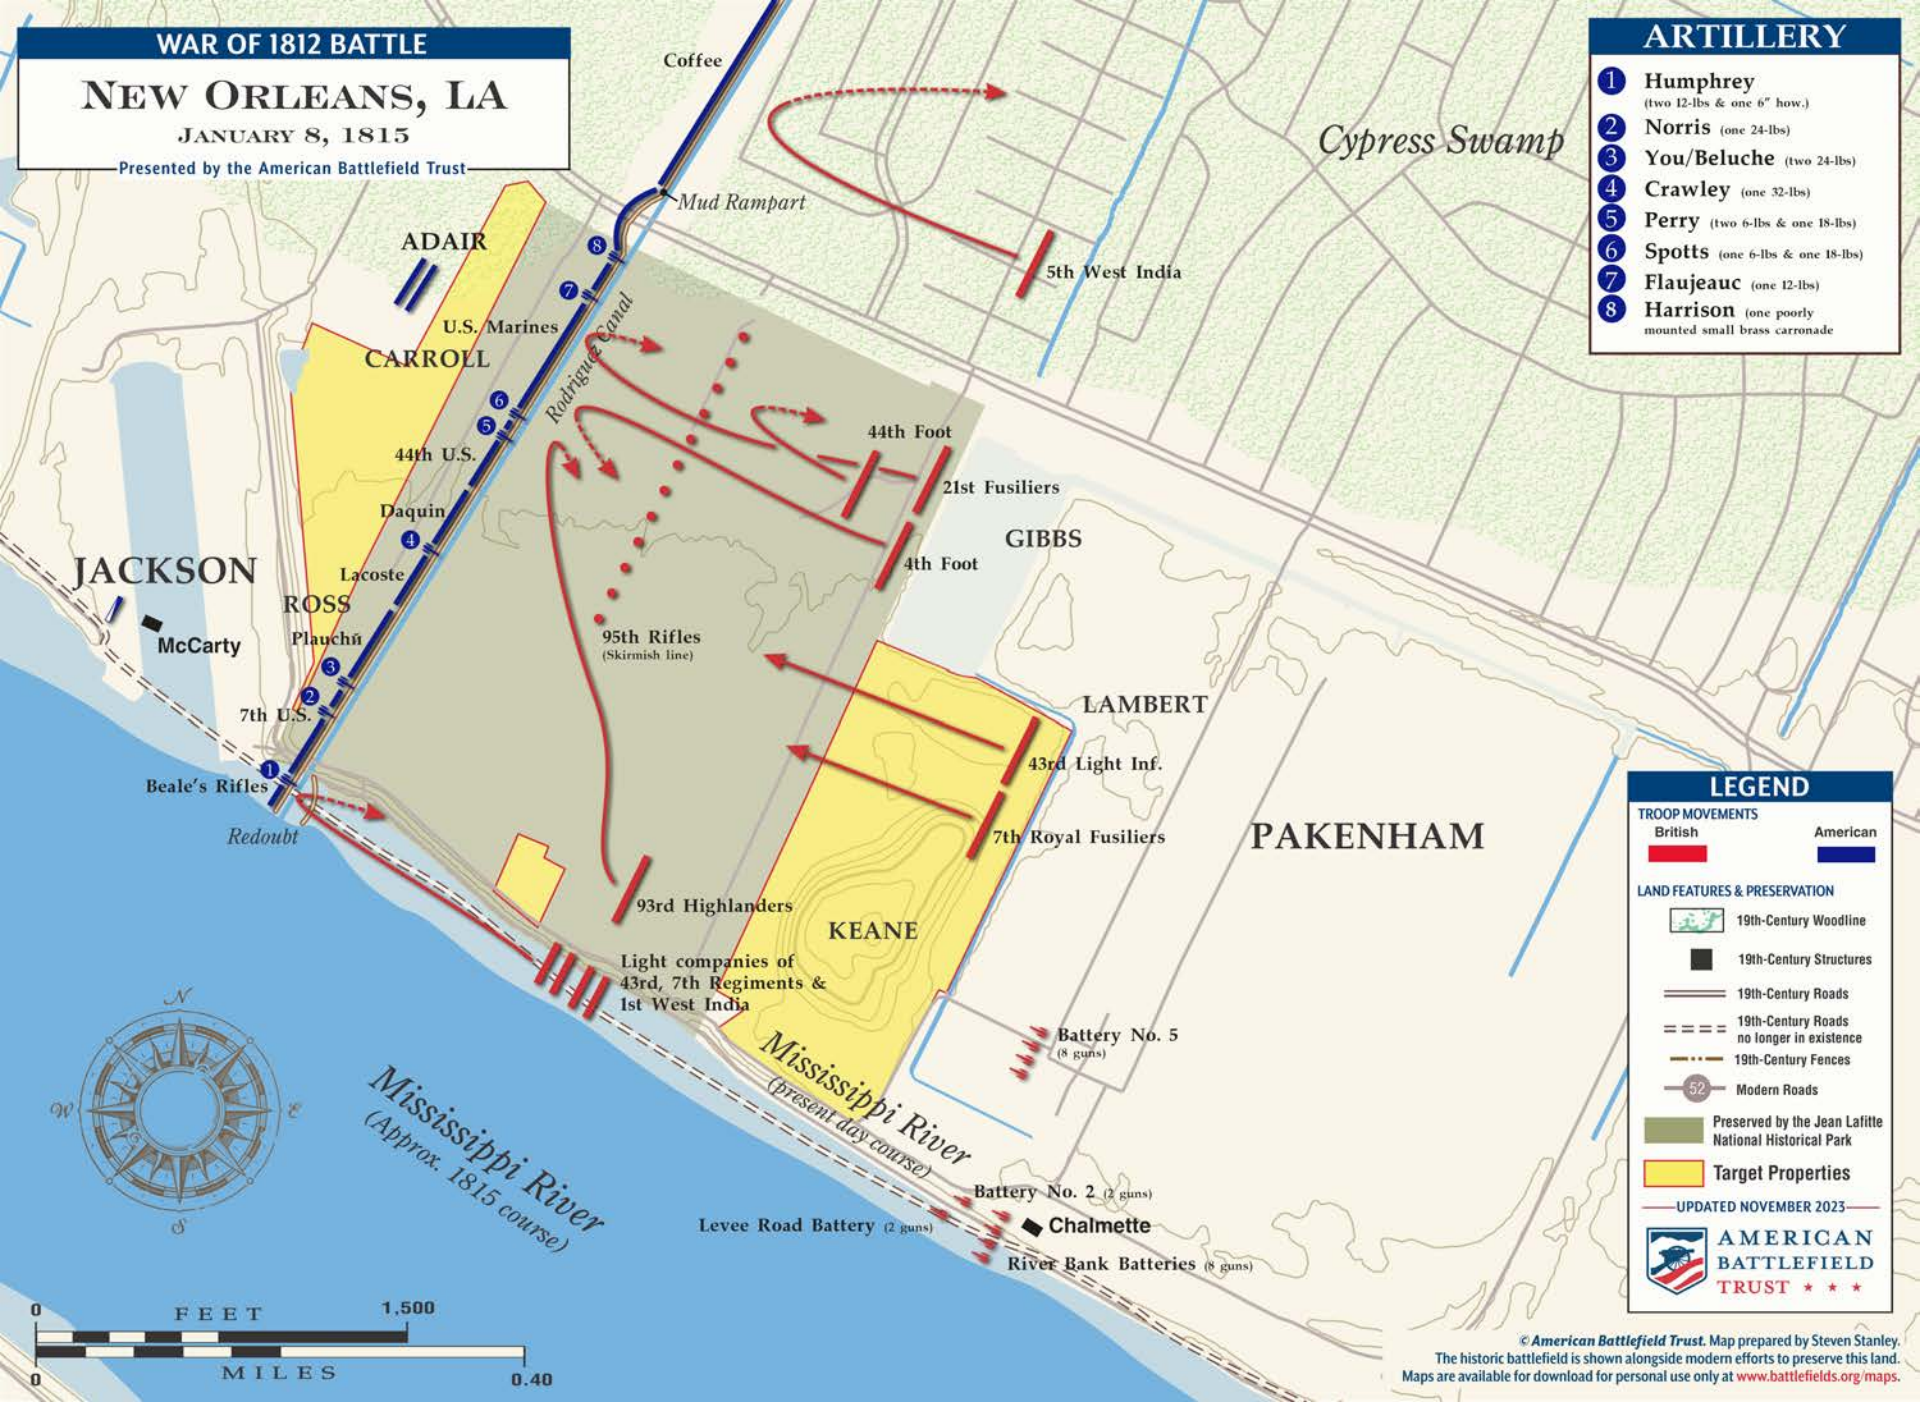 WAR OF 1812 BATTLE
NEW ORLEANS, LA
JANUARY 8, 1815
Presented by the American Battlefield Trust
ARTILLERY
1 Humphrey
(two 12-lbs & one 6" how.)
2 Norris (one 24-lbs)
3 You/Beluche (two 24-lbs)
4 Crawley (one 32-lbs)
5 Perry (two 6-lbs & one 18-lbs)
6 Spotts (one 6-lbs & one 18-lbs)
7 Flaujeauc (one 12-lbs)
8 Harrison (one poorly
mounted small brass carronade
Coffee
Cypress Swamp
Mud Rampart
ADAIR
8
5th West India
7
U.S. Marines
Rodriguez Canal
CARROLL
6
5
44th Foot
44th U.S.
21st Fusiliers
Daquin
4
GIBBS
4th Foot
JACKSON
Lacoste
ROSS
McCarty
Plauchń
95th Rifles
(Skirmish line)
3
2
7th U.S.
LAMBERT
43rd Light Inf.
1
Beale's Rifles
Redoubt
7th Royal Fusiliers
PAKENHAM
93rd Highlanders
KEANE
Light companies of
43rd, 7th Regiments &
1st West India
Battery No. 5
(8 guns)
Mississippi River
(present day course)
Mississippi River
(Approx. 1815 course)
Battery No. 2 (2 guns)
Levee Road Battery (2 guns)
Chalmette
River Bank Batteries (8 guns)
N
W
E
S
0
FEET
1,500
MILES
0
0.40
LEGEND
TROOP MOVEMENTS
British
American
LAND FEATURES & PRESERVATION
19th-Century Woodline
19th-Century Structures
19th-Century Roads
19th-Century Roads
no longer in existence
19th-Century Fences
52 Modern Roads
Preserved by the Jean Lafitte
National Historical Park
Target Properties
UPDATED NOVEMBER 2023
AMERICAN
BATTLEFIELD
TRUST
© American Battlefield Trust. Map prepared by Steven Stanley.
The historic battlefield is shown alongside modern efforts to preserve this land.
Maps are available for download for personal use only at www.battlefields.org/maps.